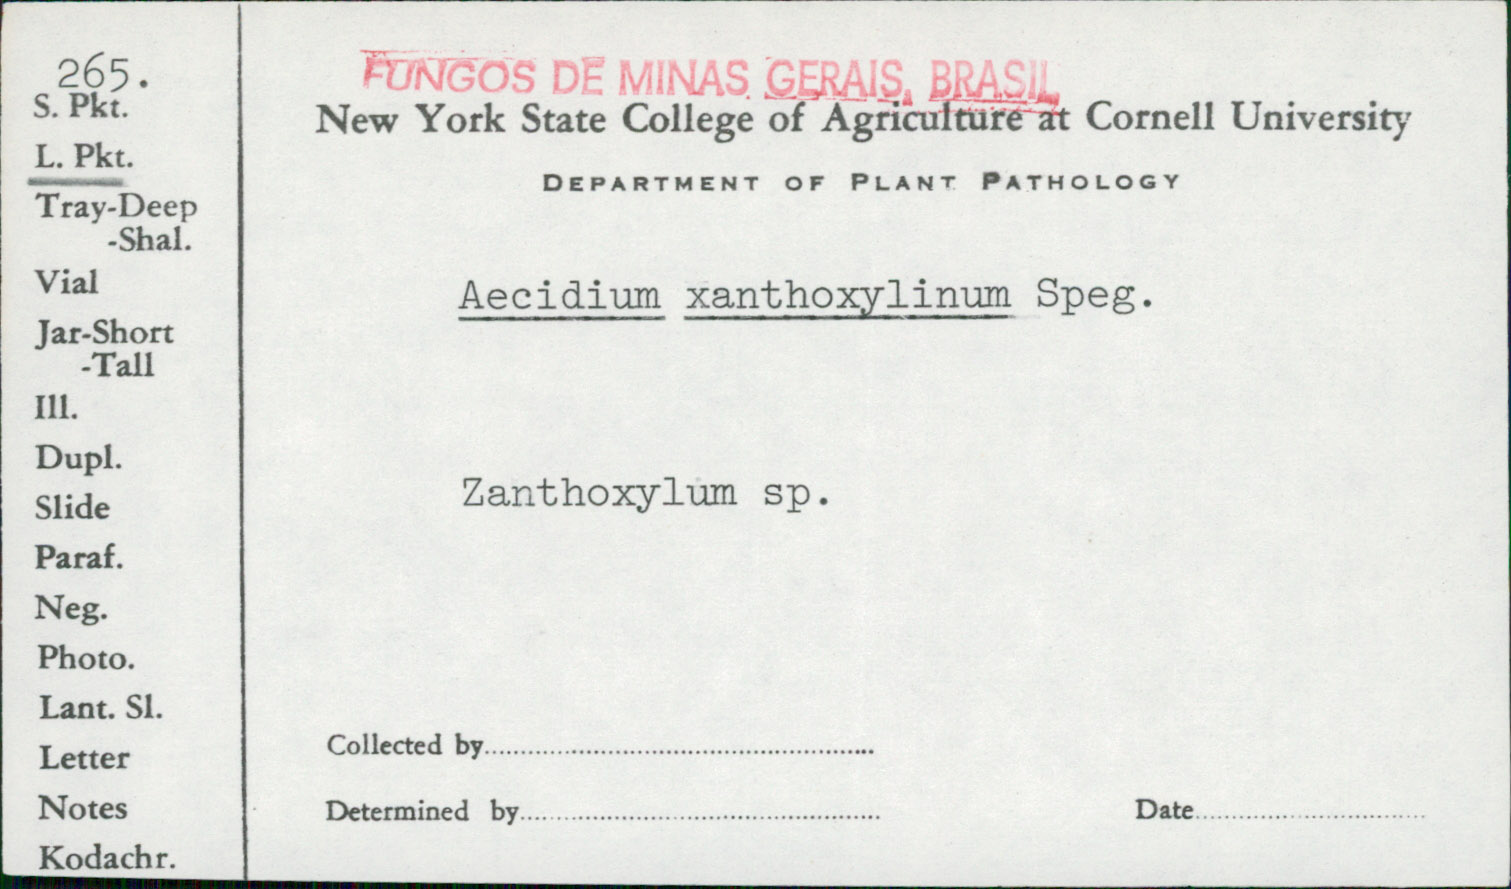 265.
S. Pkt.
L. Pkt.
Tray-Deep
-Shal.
Vial
Jar-Short
-Tall
Ill.
Dupl.
Slide
Paraf.
Neg.
Photo.
Lant. Sl.
Letter
Notes
Kodachr.
FUNGOS DE MINAS GERAIS, BRASIL
New York State College of Agriculture at Cornell University
DEPARTMENT OF PLANT PATHOLOGY
Aecidium xanthoxylinum Speg.
Zanthoxylum sp.
Collected by
Determined by
Date